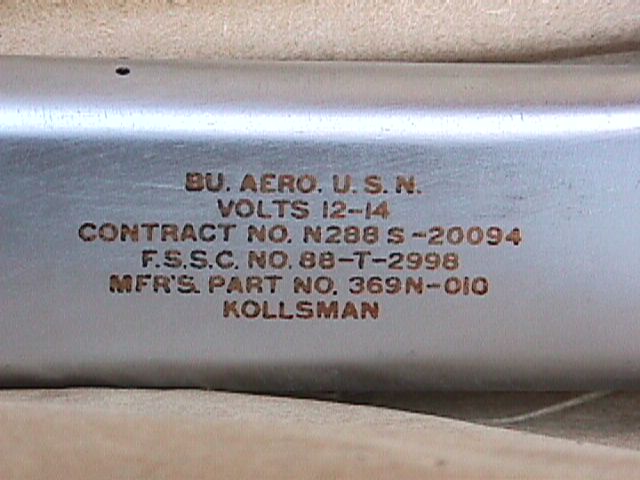 BU. AERO. U. S. N.
VOLTS 12-14
CONTRACT NO. N288 S-20094
F.S.S.C. NO. 88-T-2998
MFR'S. PART NO. 369N-010
KOLLSMAN